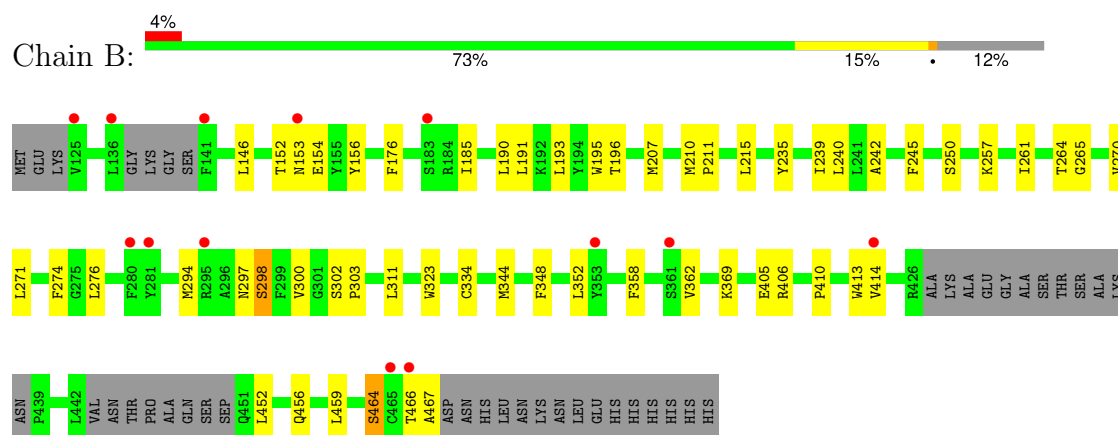 4%
Chain B:
73% 15% • 12%
MET GLU LYS V125 L136 GLY LYS GLY SER F141 L146 T152 N153 E154 Y155 Y156 F176 S183 R184 I185 L190 L191 K192 L193 Y194 W195 T196 M207 M210 P211 L215 Y235 I239 L240 L241 A242 F245 S250 K257 I261 T264 G265 V270
L271 F274 G275 L276 F280 Y281 M294 R295 A296 N297 S298 F299 V300 G301 S302 P303 L311 W323 C334 M344 F348 L352 Y353 F358 S361 V362 K369 E405 R406 P410 W413 V414 R426 ALA LYS ALA GLU GLY ALA SER THR SER ALA LYS
ASN P439 L442 VAL ASN THR PRO ALA GLN SER SEP Q451 L452 Q456 L459 S464 C465 T466 A467 ASP ASN HIS LEU ASN LYS ASN LEU GLU HIS HIS HIS HIS HIS HIS